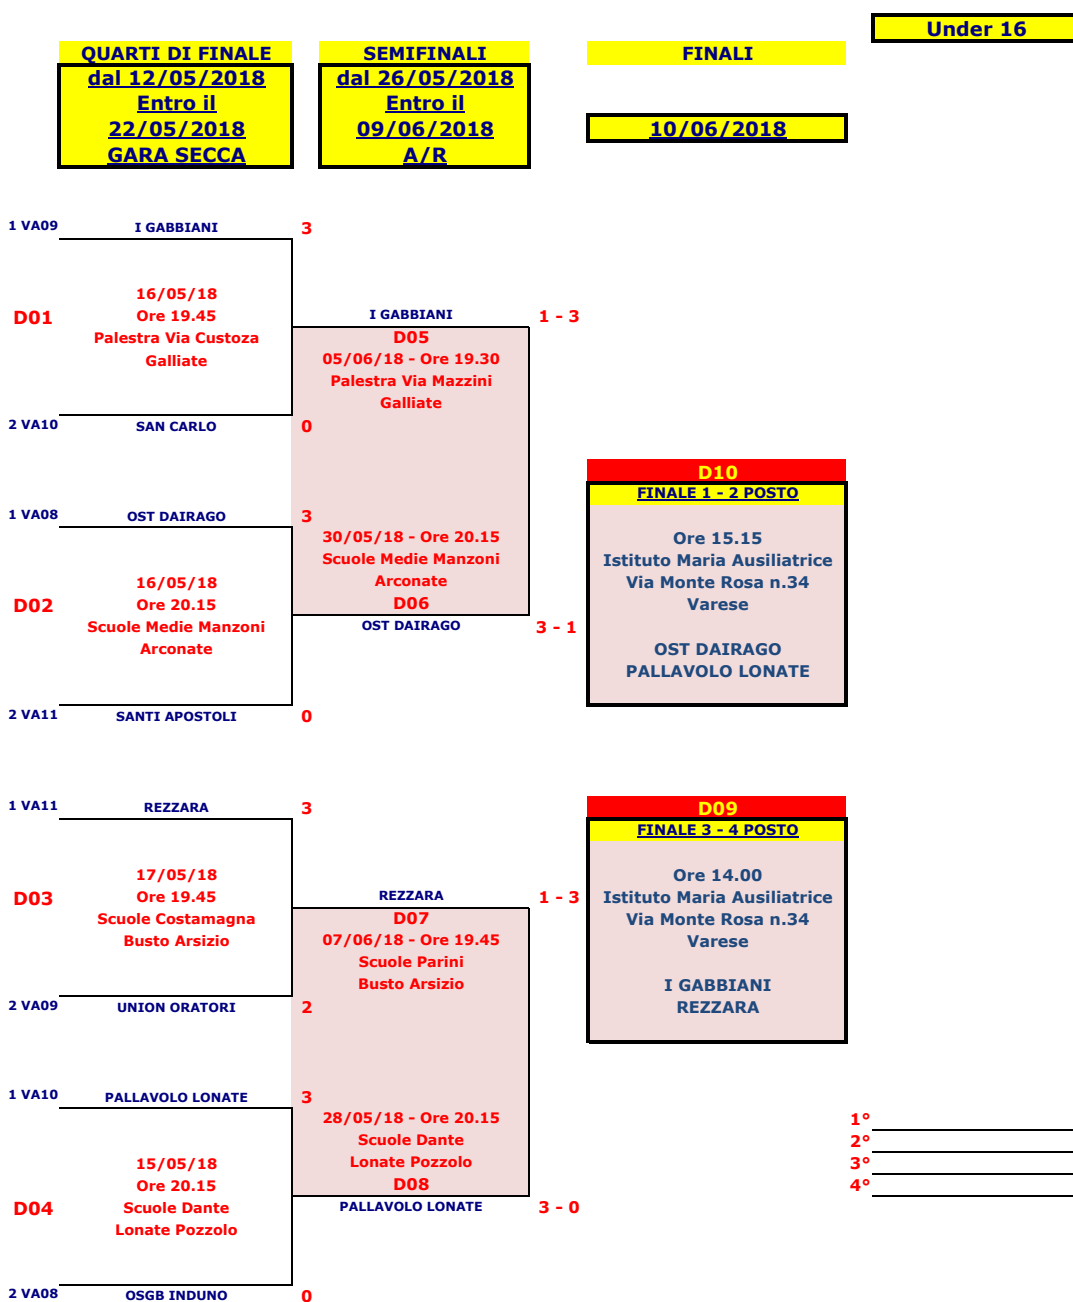 Under 16
QUARTI DI FINALE
dal 12/05/2018
Entro il
22/05/2018
GARA SECCA
SEMIFINALI
dal 26/05/2018
Entro il
09/06/2018
A/R
FINALI
10/06/2018
1 VA09 I GABBIANI 3
D01
16/05/18
Ore 19.45
Palestra Via Custoza
Galliate
2 VA10 SAN CARLO 0
I GABBIANI 1 - 3
D05
05/06/18 - Ore 19.30
Palestra Via Mazzini
Galliate
1 VA08 OST DAIRAGO 3
D02
16/05/18
Ore 20.15
Scuole Medie Manzoni
Arconate
2 VA11 SANTI APOSTOLI 0
30/05/18 - Ore 20.15
Scuole Medie Manzoni
Arconate
D06
OST DAIRAGO 3 - 1
D10
FINALE 1 - 2 POSTO
Ore 15.15
Istituto Maria Ausiliatrice
Via Monte Rosa n.34
Varese
OST DAIRAGO
PALLAVOLO LONATE
1 VA11 REZZARA 3
D03
17/05/18
Ore 19.45
Scuole Costamagna
Busto Arsizio
2 VA09 UNION ORATORI 2
REZZARA 1 - 3
D07
07/06/18 - Ore 19.45
Scuole Parini
Busto Arsizio
D09
FINALE 3 - 4 POSTO
Ore 14.00
Istituto Maria Ausiliatrice
Via Monte Rosa n.34
Varese
I GABBIANI
REZZARA
1 VA10 PALLAVOLO LONATE 3
D04
15/05/18
Ore 20.15
Scuole Dante
Lonate Pozzolo
2 VA08 OSGB INDUNO 0
28/05/18 - Ore 20.15
Scuole Dante
Lonate Pozzolo
D08
PALLAVOLO LONATE 3 - 0
1°
2°
3°
4°